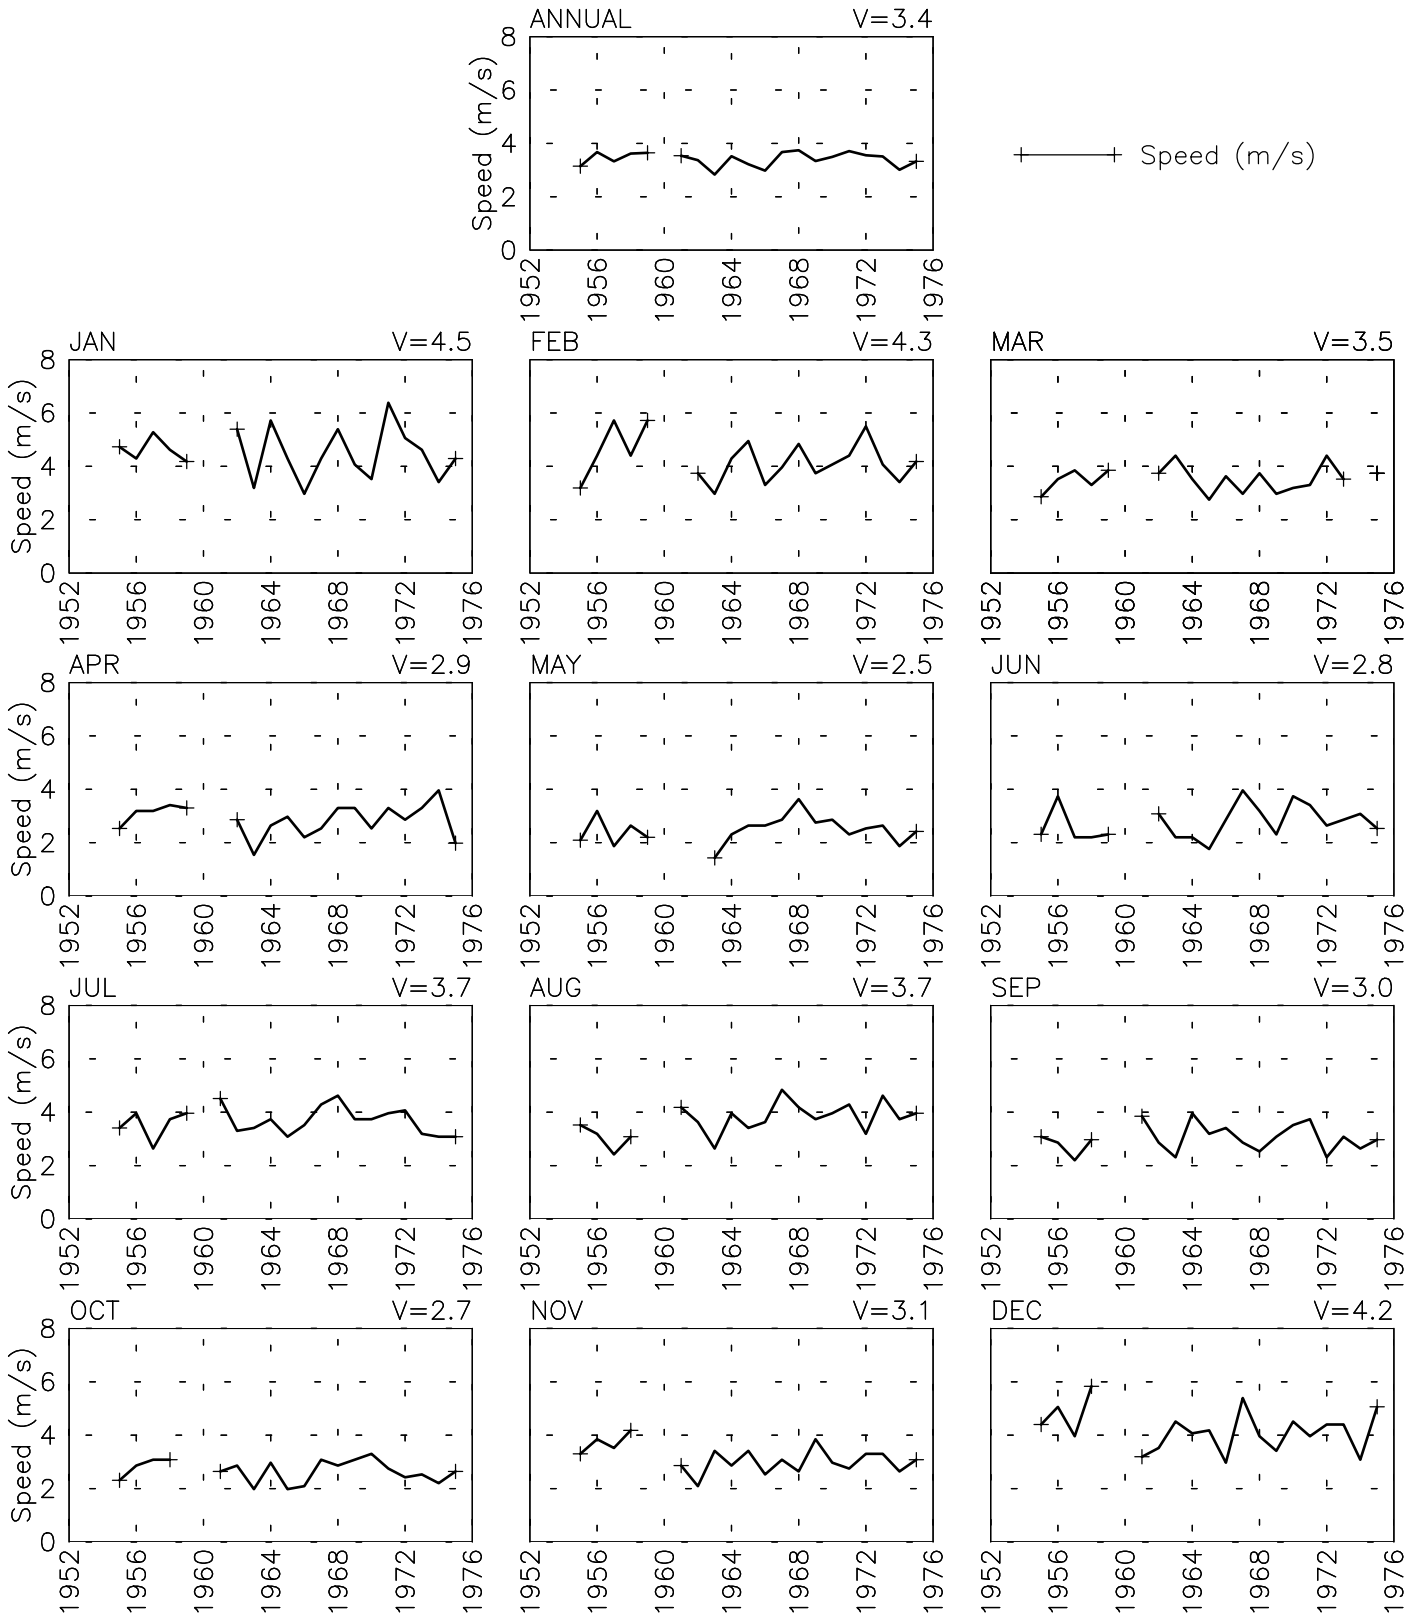 ANNUAL V=3.4
8
6
4
2
0
Speed (m/s)
1952 1956 1960 1964 1968 1972 1976
Speed (m/s)
JAN V=4.5
8
6
4
2
0
Speed (m/s)
1952 1956 1960 1964 1968 1972 1976
FEB V=4.3
1952 1956 1960 1964 1968 1972 1976
MAR V=3.5
1952 1956 1960 1964 1968 1972 1976
APR V=2.9
8
6
4
2
0
Speed (m/s)
1952 1956 1960 1964 1968 1972 1976
MAY V=2.5
1952 1956 1960 1964 1968 1972 1976
JUN V=2.8
1952 1956 1960 1964 1968 1972 1976
JUL V=3.7
8
6
4
2
0
Speed (m/s)
1952 1956 1960 1964 1968 1972 1976
AUG V=3.7
1952 1956 1960 1964 1968 1972 1976
SEP V=3.0
1952 1956 1960 1964 1968 1972 1976
OCT V=2.7
8
6
4
2
0
Speed (m/s)
1952 1956 1960 1964 1968 1972 1976
NOV V=3.1
1952 1956 1960 1964 1968 1972 1976
DEC V=4.2
1952 1956 1960 1964 1968 1972 1976